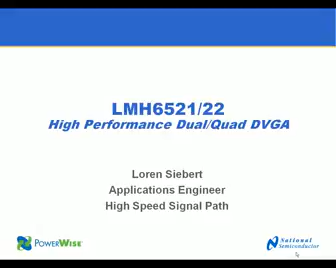 LMH6521/22
High Performance Dual/Quad DVGA
Loren Siebert
Applications Engineer
High Speed Signal Path
POWERWISE
National
Semiconductor